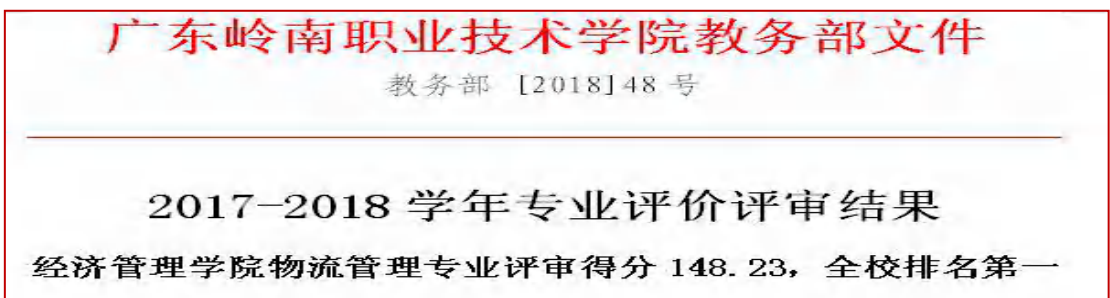 广东岭南职业技术学院教务部文件
教务部 [2018]48 号
2017-2018 学年专业评价评审结果
经济管理学院物流管理专业评审得分 148.23，全校排名第一